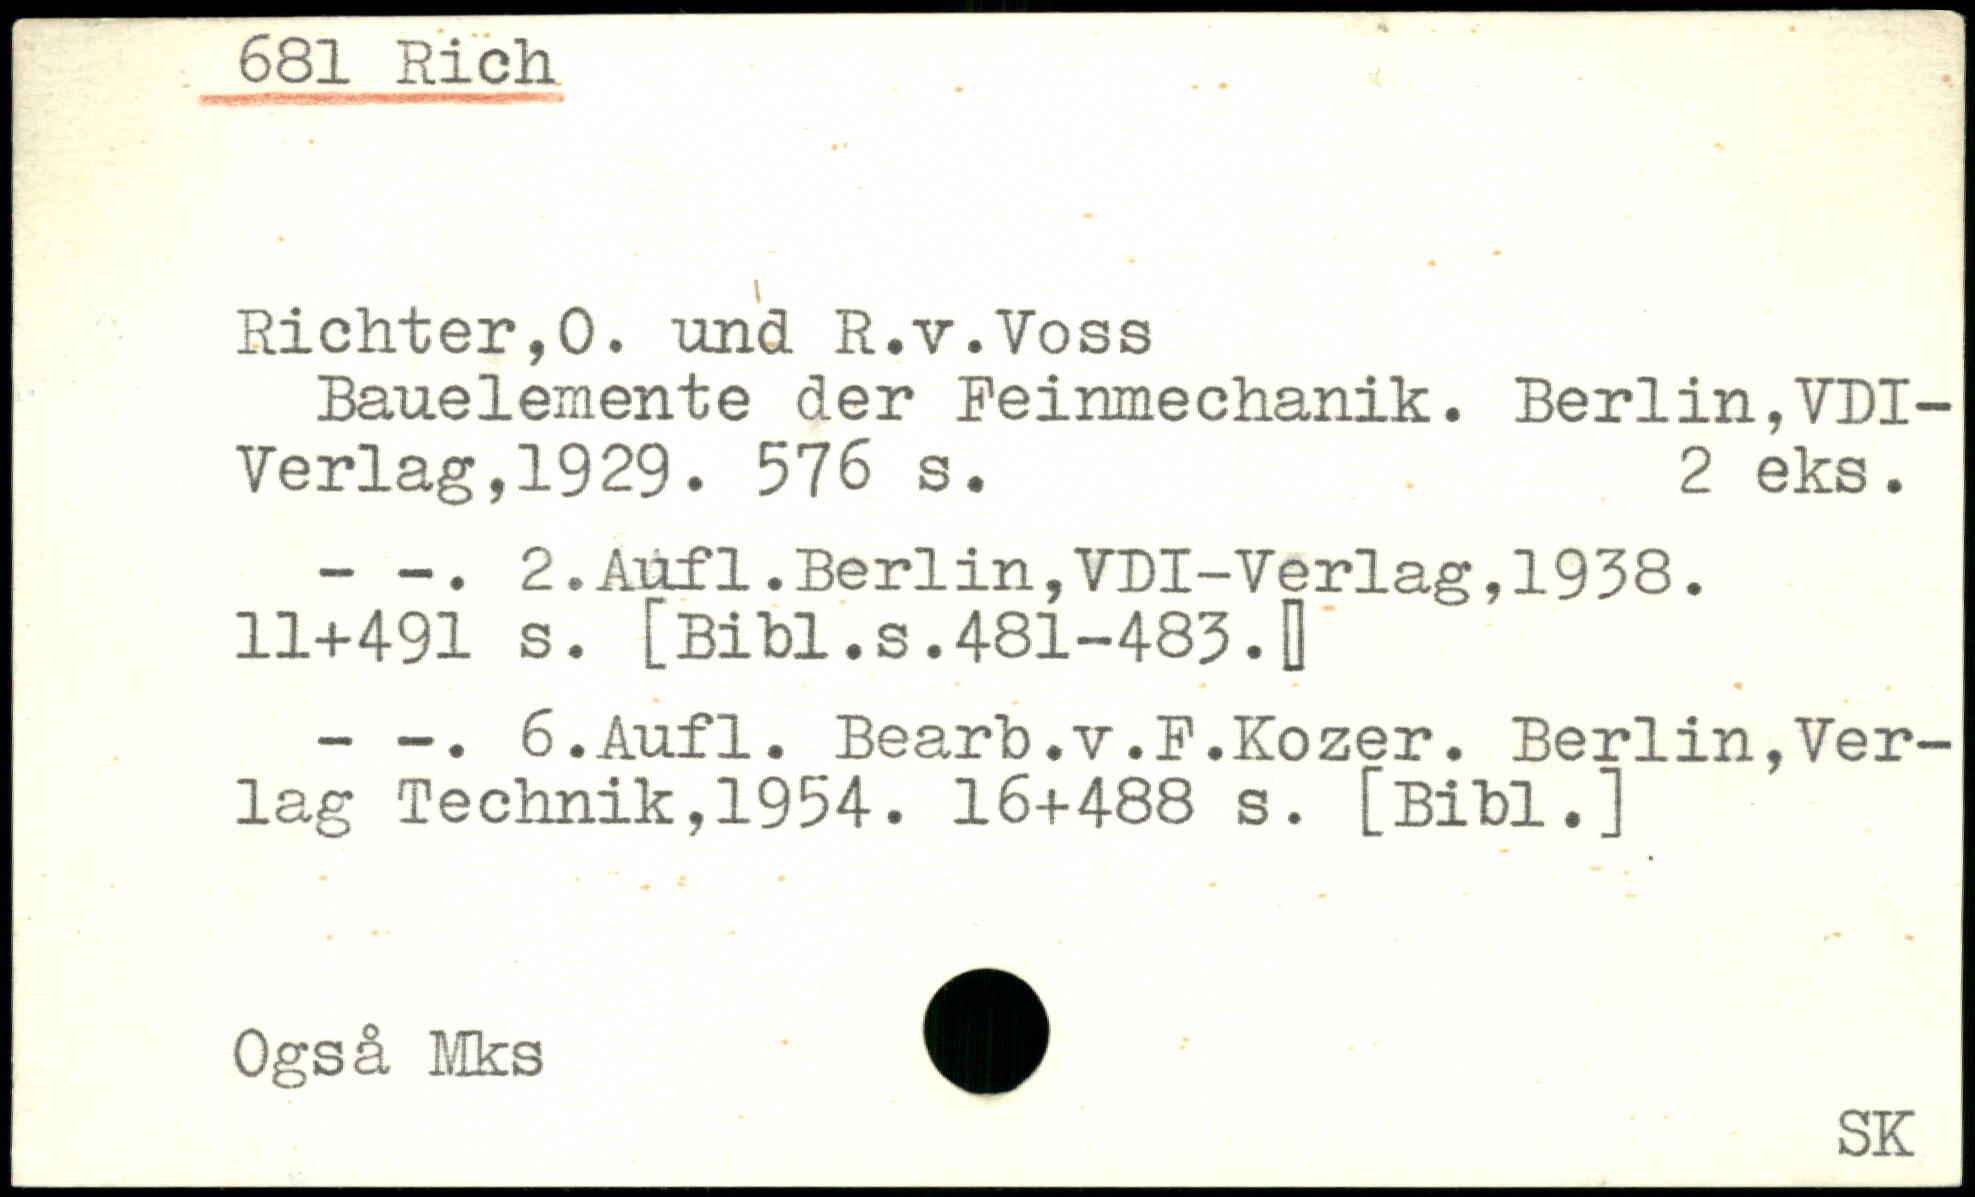 681 Rich
Richter,O. und R.v.Voss
Bauelemente der Feinmechanik. Berlin,VDI-
Verlag,1929. 576 s. 2 eks.
- -. 2.Aufl.Berlin,VDI-Verlag,1938.
11+491 s. [Bibl.s.481-483.]
- -. 6.Aufl. Bearb.v.F.Kozer. Berlin,Ver-
lag Technik,1954. 16+488 s. [Bibl.]
Også Mks
SK